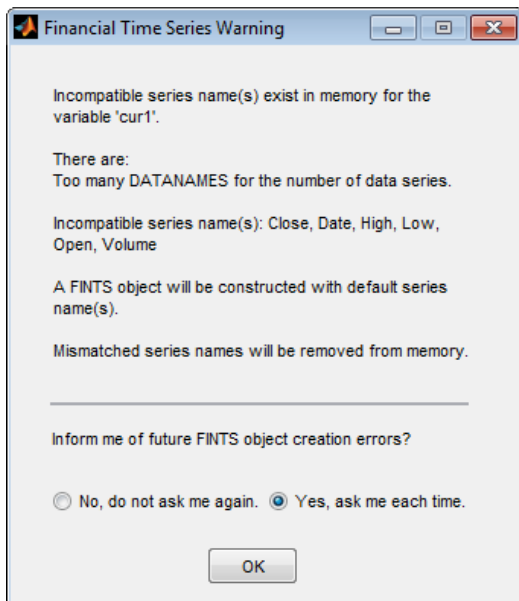 Financial Time Series Warning
Incompatible series name(s) exist in memory for the
variable 'cur1'.
There are:
Too many DATANAMES for the number of data series.
Incompatible series name(s): Close, Date, High, Low,
Open, Volume
A FINTS object will be constructed with default series
name(s).
Mismatched series names will be removed from memory.
Inform me of future FINTS object creation errors?
No, do not ask me again. Yes, ask me each time.
OK